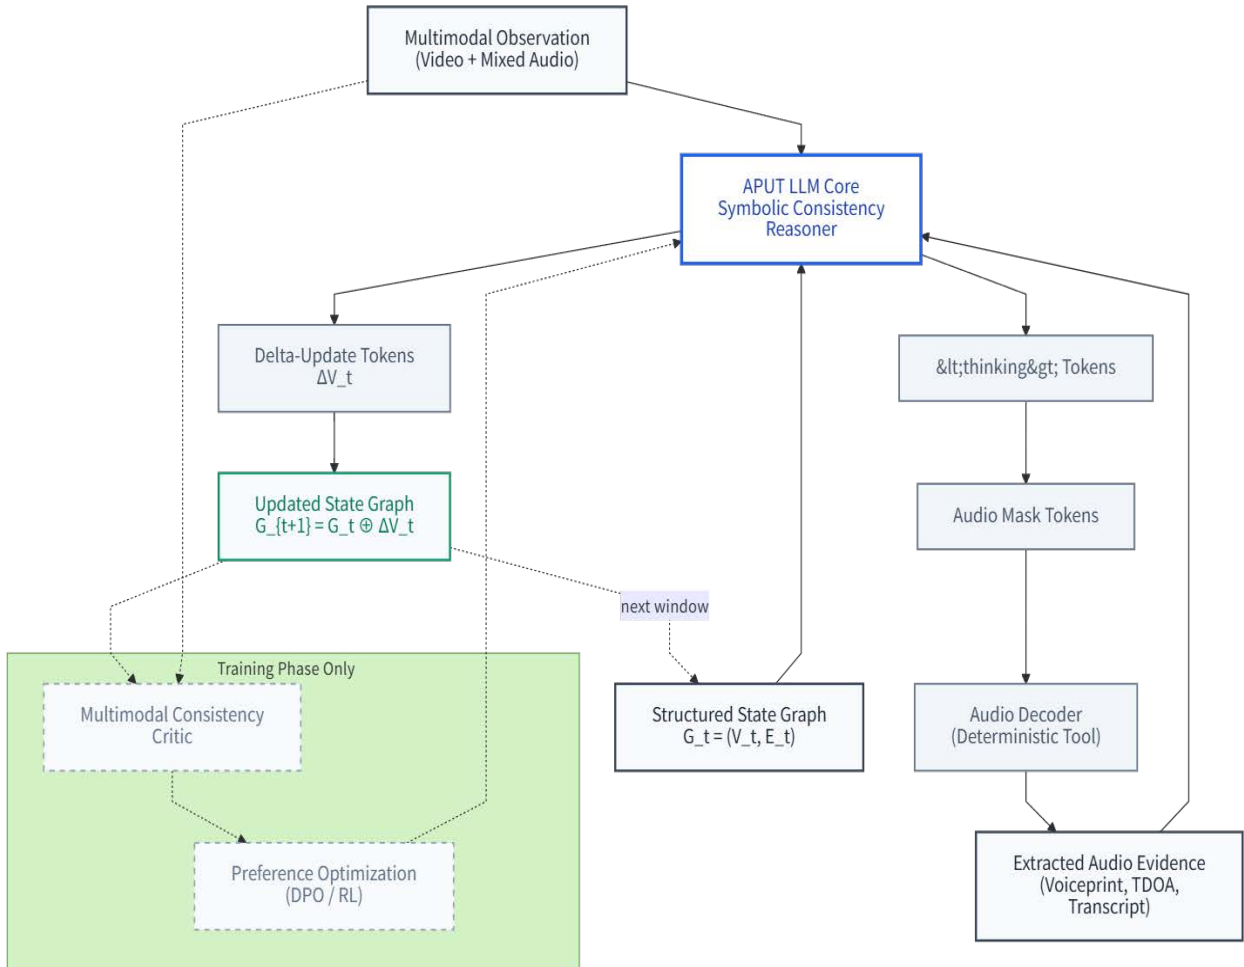 Multimodal Observation
(Video + Mixed Audio)
APUT LLM Core
Symbolic Consistency
Reasoner
Delta-Update Tokens
ΔV_t
&lt;thinking&gt; Tokens
Updated State Graph
G_{t+1} = G_t ⊕ ΔV_t
Audio Mask Tokens
next window
Training Phase Only
Multimodal Consistency
Critic
Structured State Graph
G_t = (V_t, E_t)
Audio Decoder
(Deterministic Tool)
Preference Optimization
(DPO / RL)
Extracted Audio Evidence
(Voiceprint, TDOA,
Transcript)